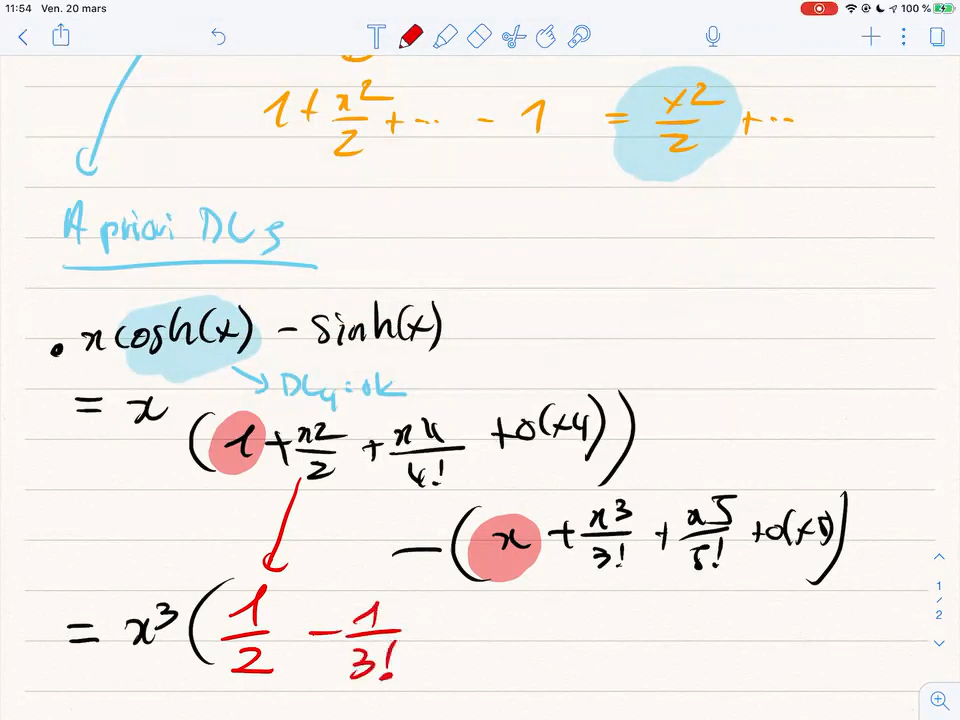 11:54 Ven. 20 mars 100 %
1 + x2/2 + ... - 1 = x2/2 + ...
A priori DL5
. x cosh(x) - sinh(x)
DL4 = ok
= x (1 + x2/2 + x4/4! + o(x4))
- (x + x3/3! + x5/5! + o(x5))
= x3 (1/2 - 1/3!
1
/
2